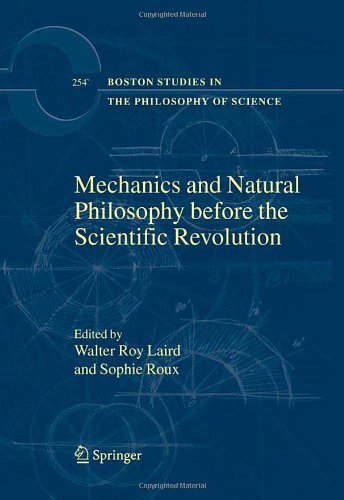 254
BOSTON STUDIES IN
THE PHILOSOPHY OF SCIENCE
Mechanics and Natural
Philosophy before the
Scientific Revolution
Edited by
Walter Roy Laird
and Sophie Roux
Springer